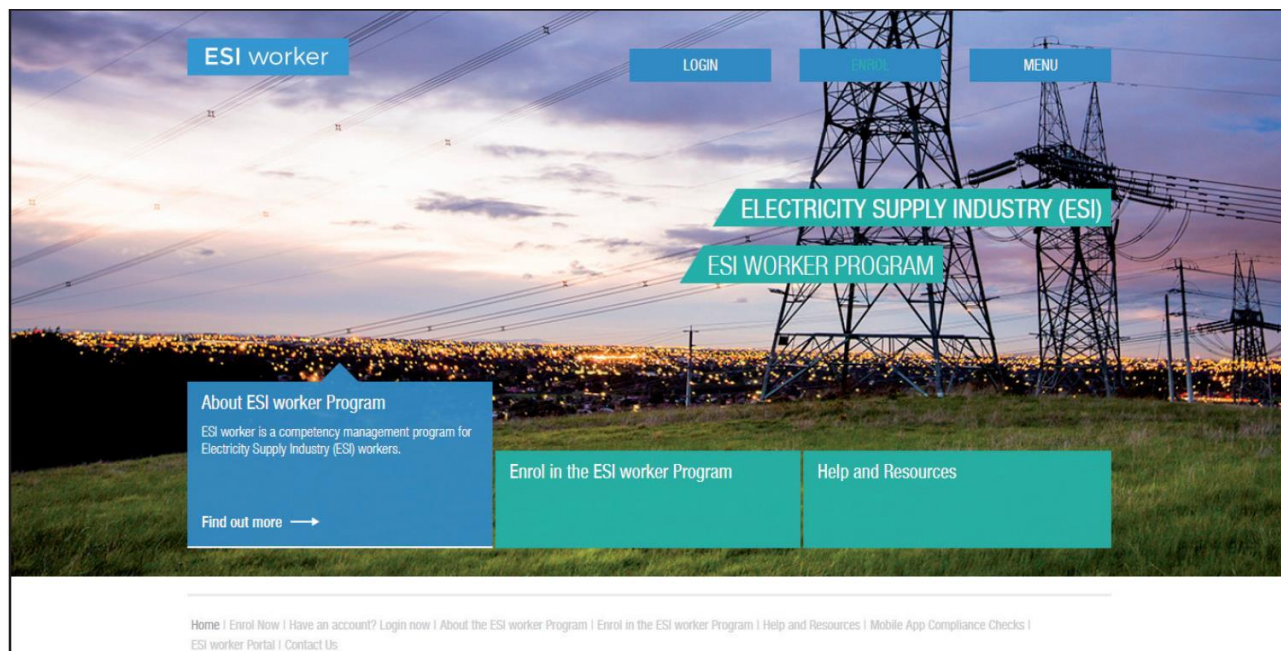 ESI worker
LOGIN
ENROL
MENU
ELECTRICITY SUPPLY INDUSTRY (ESI)
ESI WORKER PROGRAM
About ESI worker Program
ESI worker is a competency management program for
Electricity Supply Industry (ESI) workers.
Find out more
Enrol in the ESI worker Program
Help and Resources
Home | Enrol Now | Have an account? Login now | About the ESI worker Program | Enrol in the ESI worker Program | Help and Resources | Mobile App Compliance Checks |
ESI worker Portal | Contact Us